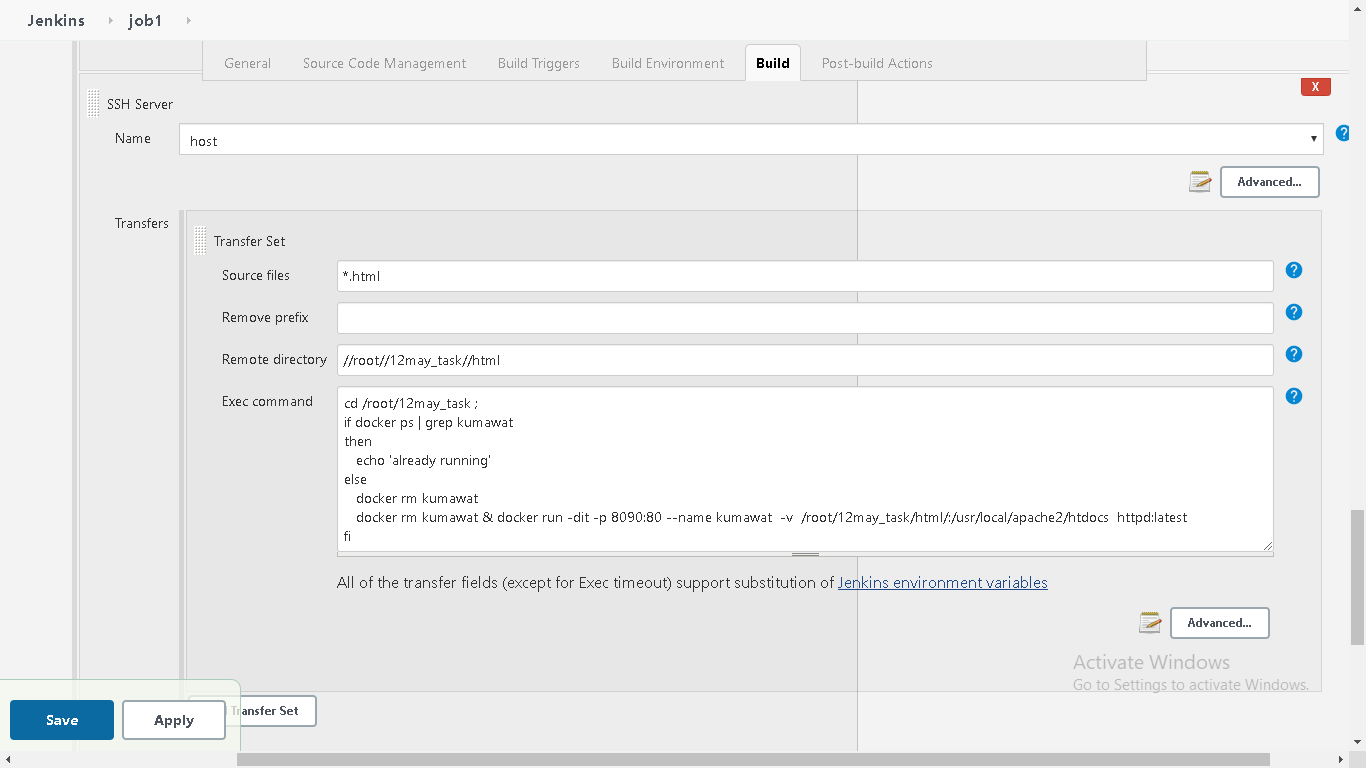 Jenkins job1
General Source Code Management Build Triggers Build Environment Build Post-build Actions
X
SSH Server
Name host
Advanced...
Transfers
Transfer Set
Source files *.html
Remove prefix
Remote directory //root//12may_task//html
Exec command
cd /root/12may_task ;
if docker ps | grep kumawat
then
echo 'already running'
else
docker rm kumawat
docker rm kumawat & docker run -dit -p 8090:80 --name kumawat -v /root/12may_task/html/:/usr/local/apache2/htdocs httpd:latest
fi
All of the transfer fields (except for Exec timeout) support substitution of Jenkins environment variables
Advanced...
Activate Windows
Go to Settings to activate Windows.
Transfer Set
Save Apply